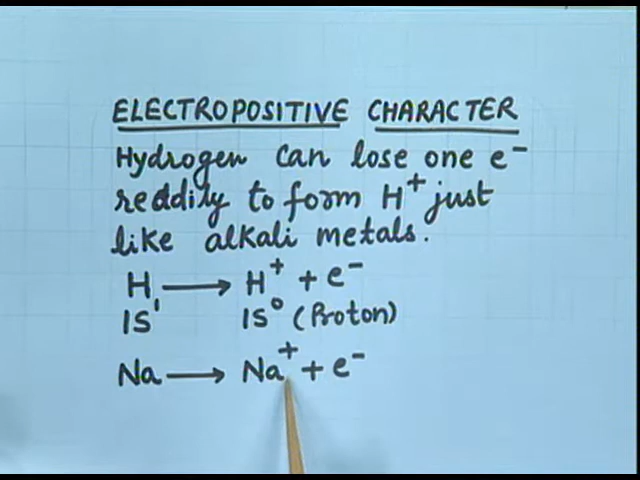 ELECTROPOSITIVE CHARACTER
Hydrogen can lose one e⁻
reddily to form H⁺ just
like alkali metals.
H ⟶ H⁺ + e⁻
1S¹ 1S⁰ (Proton)
Na ⟶ Na⁺ + e⁻